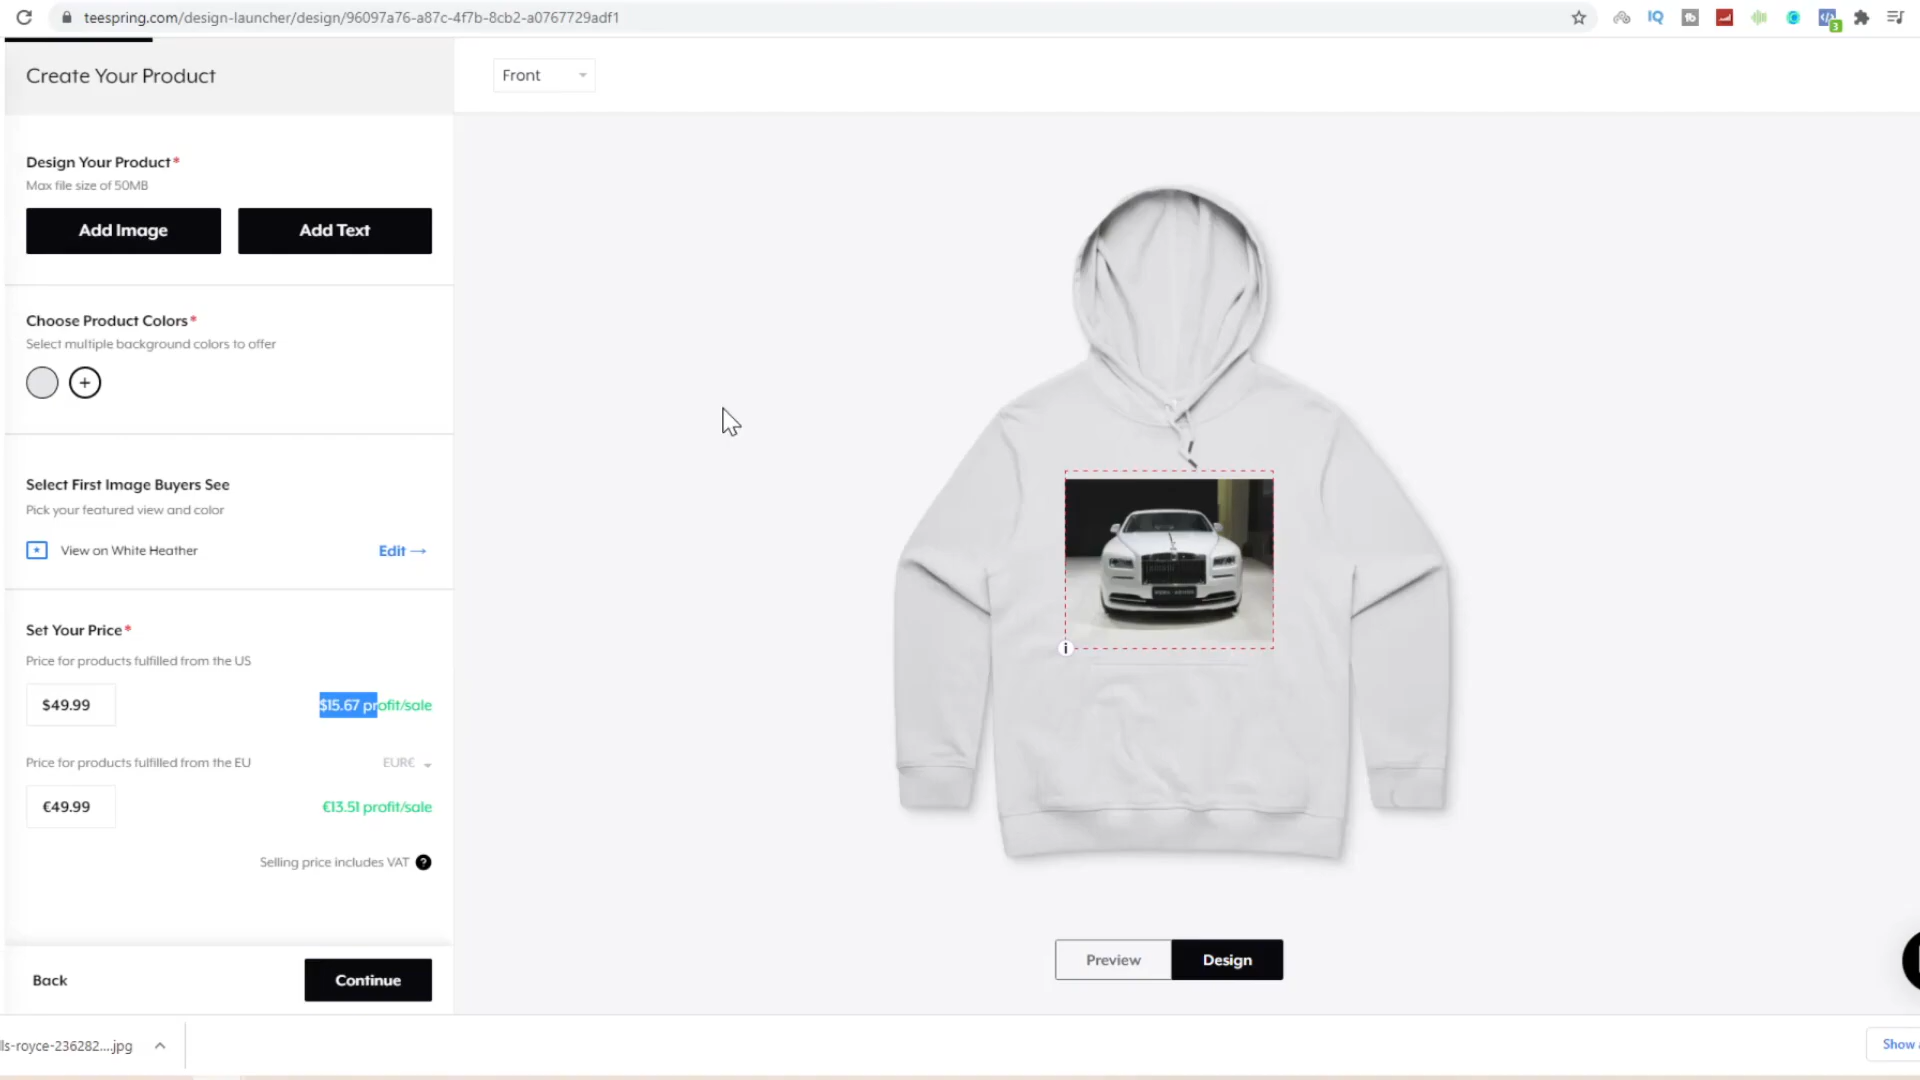 teespring.com/design-launcher/design/96097a76-a87c-4f7b-8cb2-a0767729adf1
IQ
3
Create Your Product
Front
Design Your Product*
Max file size of 50MB
Add Image
Add Text
Choose Product Colors*
Select multiple background colors to offer
+
Select First Image Buyers See
Pick your featured view and color
View on White Heather
Edit →
Set Your Price*
Price for products fulfilled from the US
$49.99
$15.67 profit/sale
Price for products fulfilled from the EU
EUR€
€49.99
€13.51 profit/sale
Selling price includes VAT ?
i
Preview
Design
Back
Continue
lls-royce-236282....jpg
Show